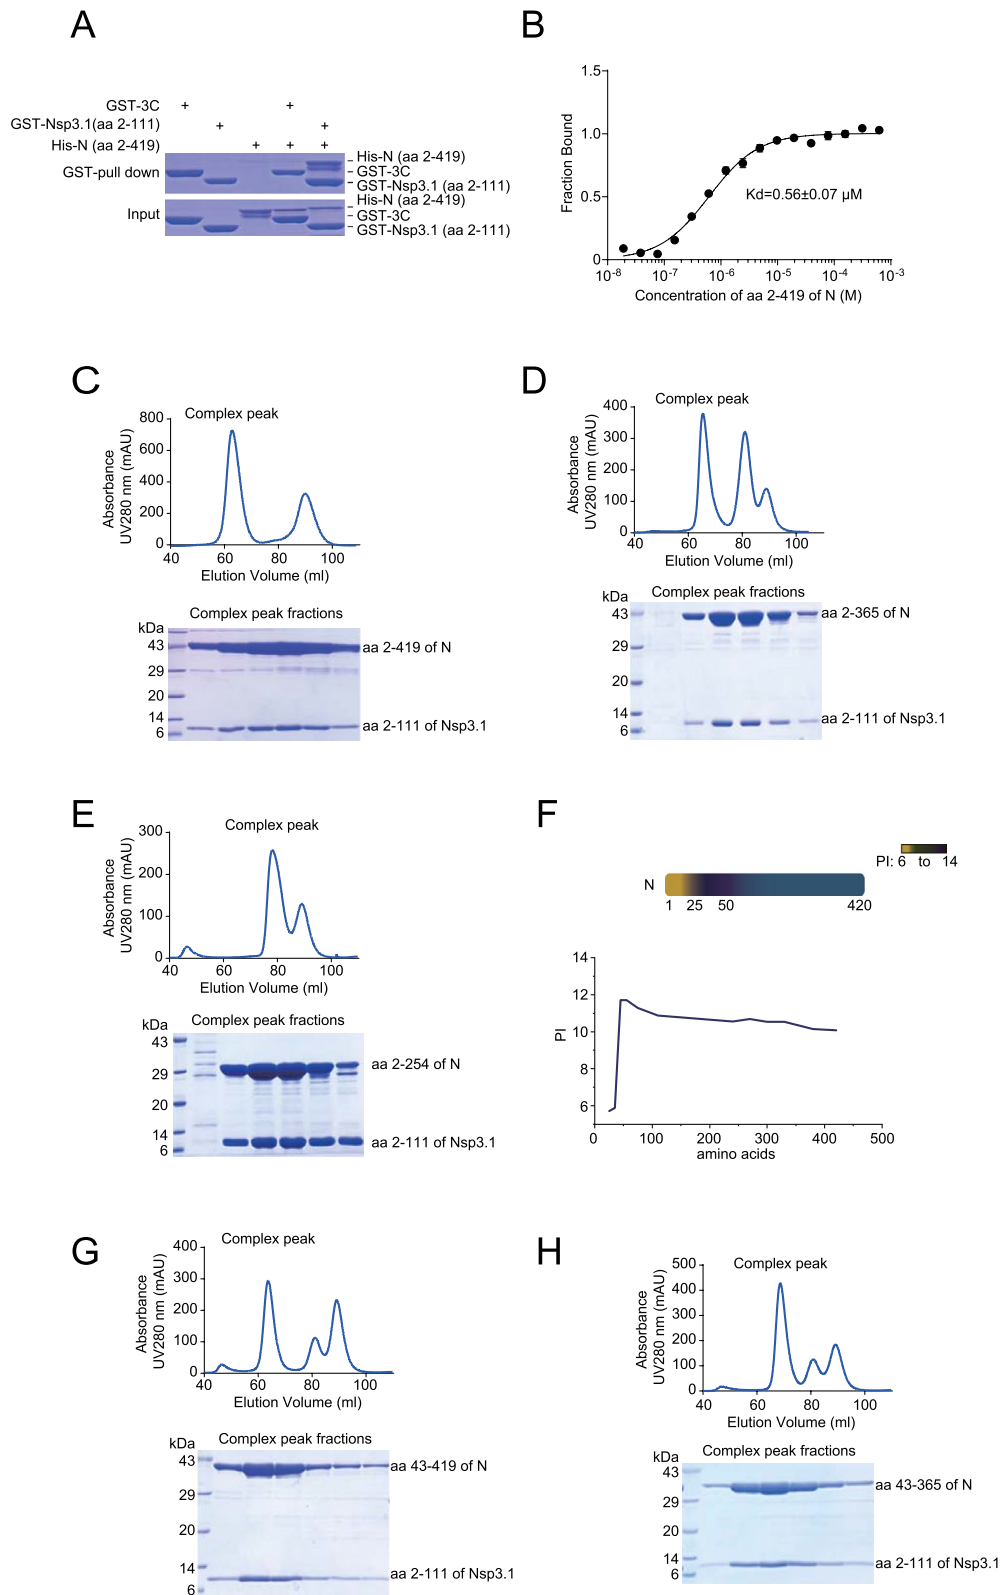 A
GST-3C + +
GST-Nsp3.1(aa 2-111) + +
His-N (aa 2-419) + + +
GST-pull down
His-N (aa 2-419)
GST-3C
GST-Nsp3.1 (aa 2-111)
Input
His-N (aa 2-419)
GST-3C
GST-Nsp3.1 (aa 2-111)
B
1.5
1.0
0.5
0
Fraction Bound
Kd=0.56±0.07 µM
10-8 10-7 10-6 10-5 10-4 10-3
Concentration of aa 2-419 of N (M)
C
Complex peak
800
600
400
200
0
Absorbance
UV280 nm (mAU)
40 60 80 100
Elution Volume (ml)
Complex peak fractions
kDa
43
29
20
14
6
aa 2-419 of N
aa 2-111 of Nsp3.1
D
Complex peak
400
300
200
100
0
Absorbance
UV280 nm (mAU)
40 60 80 100
Elution Volume (ml)
Complex peak fractions
kDa
43
29
20
14
6
aa 2-365 of N
aa 2-111 of Nsp3.1
E
Complex peak
300
200
100
0
Absorbance
UV280 nm (mAU)
40 60 80 100
Elution Volume (ml)
Complex peak fractions
kDa
43
29
20
14
6
aa 2-254 of N
aa 2-111 of Nsp3.1
F
PI: 6 to 14
N
1 25 50 420
14
12
10
8
6
PI
0 100 200 300 400 500
amino acids
G
Complex peak
400
300
200
100
0
Absorbance
UV280 nm (mAU)
40 60 80 100
Elution Volume (ml)
Complex peak fractions
kDa
43
29
20
14
6
aa 43-419 of N
aa 2-111 of Nsp3.1
H
Complex peak
500
400
300
200
100
0
Absorbance
UV280 nm (mAU)
40 60 80 100
Elution Volume (ml)
Complex peak fractions
kDa
43
29
20
14
6
aa 43-365 of N
aa 2-111 of Nsp3.1